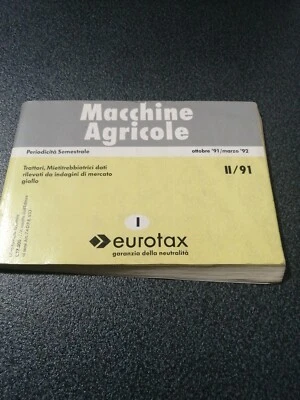 Macchine
Agricole
Periodicità Semestrale
ottobre '91/marzo '92
Trattori, Mietitrebbiatrici dati
rilevati da indagini di mercato
giallo
II/91
I
eurotax
garanzia della neutralità